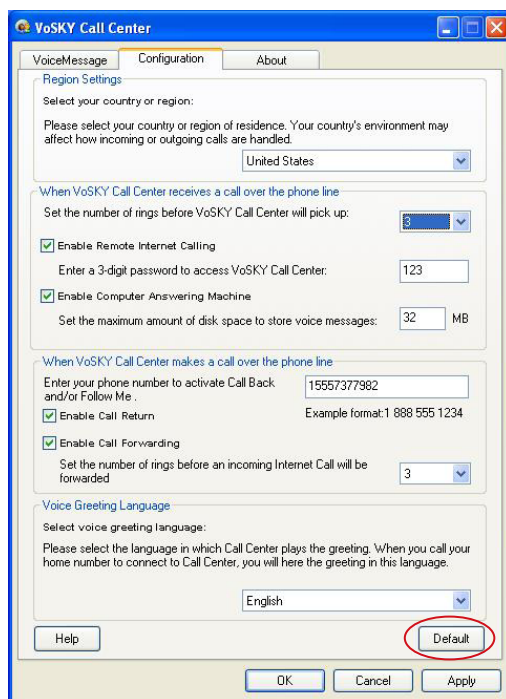 VoSKY Call Center
VoiceMessage Configuration About
Region Settings
Select your country or region:
Please select your country or region of residence. Your country's environment may
affect how incoming or outgoing calls are handled.
United States
When VoSKY Call Center receives a call over the phone line
Set the number of rings before VoSKY Call Center will pick up: 3
Enable Remote Internet Calling
Enter a 3-digit password to access VoSKY Call Center: 123
Enable Computer Answering Machine
Set the maximum amount of disk space to store voice messages: 32 MB
When VoSKY Call Center makes a call over the phone line
Enter your phone number to activate Call Back
and/or Follow Me . 15557377982
Enable Call Return Example format:1 888 555 1234
Enable Call Forwarding
Set the number of rings before an incoming Internet Call will be
forwarded 3
Voice Greeting Language
Select voice greeting language:
Please select the language in which Call Center plays the greeting. When you call your
home number to connect to Call Center, you will here the greeting in this language.
English
Help Default
OK Cancel Apply